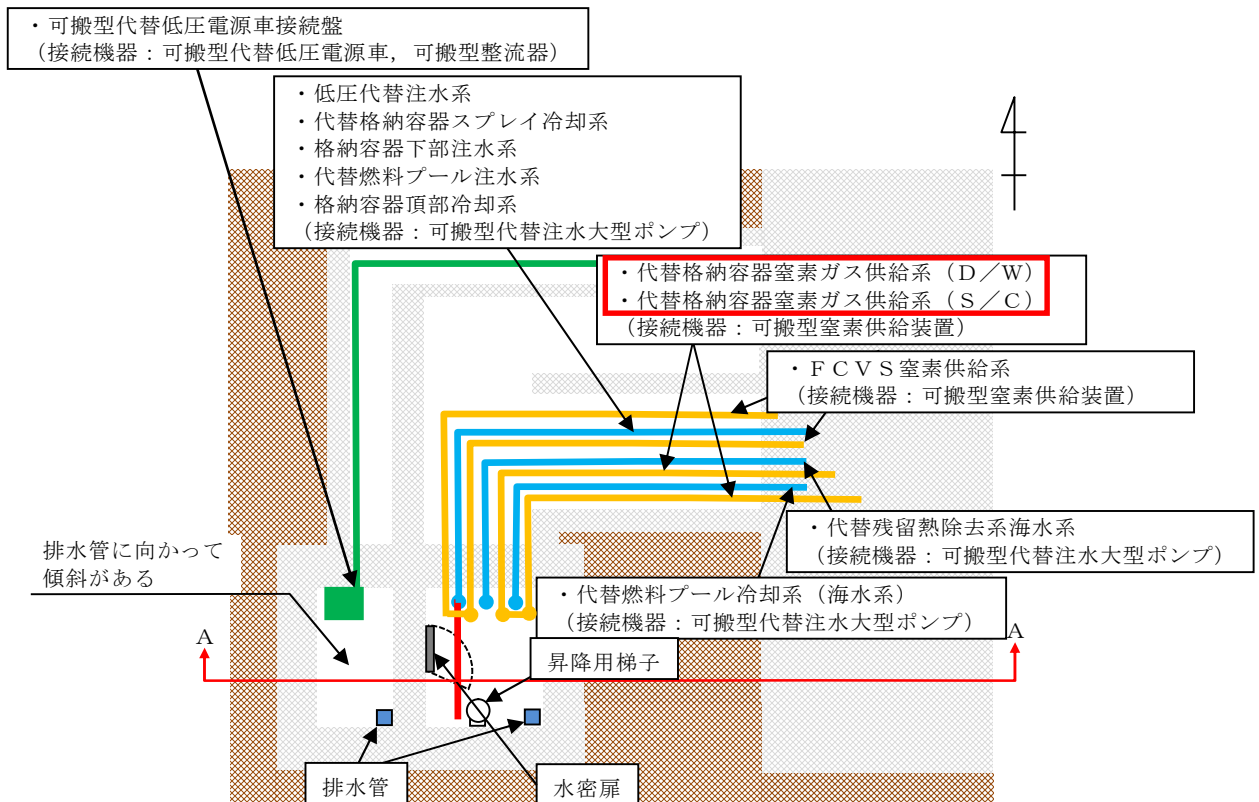 ・可搬型代替低圧電源車接続盤
（接続機器：可搬型代替低圧電源車，可搬型整流器）
・低圧代替注水系
・代替格納容器スプレイ冷却系
・格納容器下部注水系
・代替燃料プール注水系
・格納容器頂部冷却系
（接続機器：可搬型代替注水大型ポンプ）
・代替格納容器窒素ガス供給系（Ｄ／Ｗ）
・代替格納容器窒素ガス供給系（Ｓ／Ｃ）
（接続機器：可搬型窒素供給装置）
・ＦＣＶＳ窒素供給系
（接続機器：可搬型窒素供給装置）
・代替残留熱除去系海水系
（接続機器：可搬型代替注水大型ポンプ）
排水管に向かって
傾斜がある
・代替燃料プール冷却系（海水系）
（接続機器：可搬型代替注水大型ポンプ）
Ａ
Ａ
昇降用梯子
排水管
水密扉